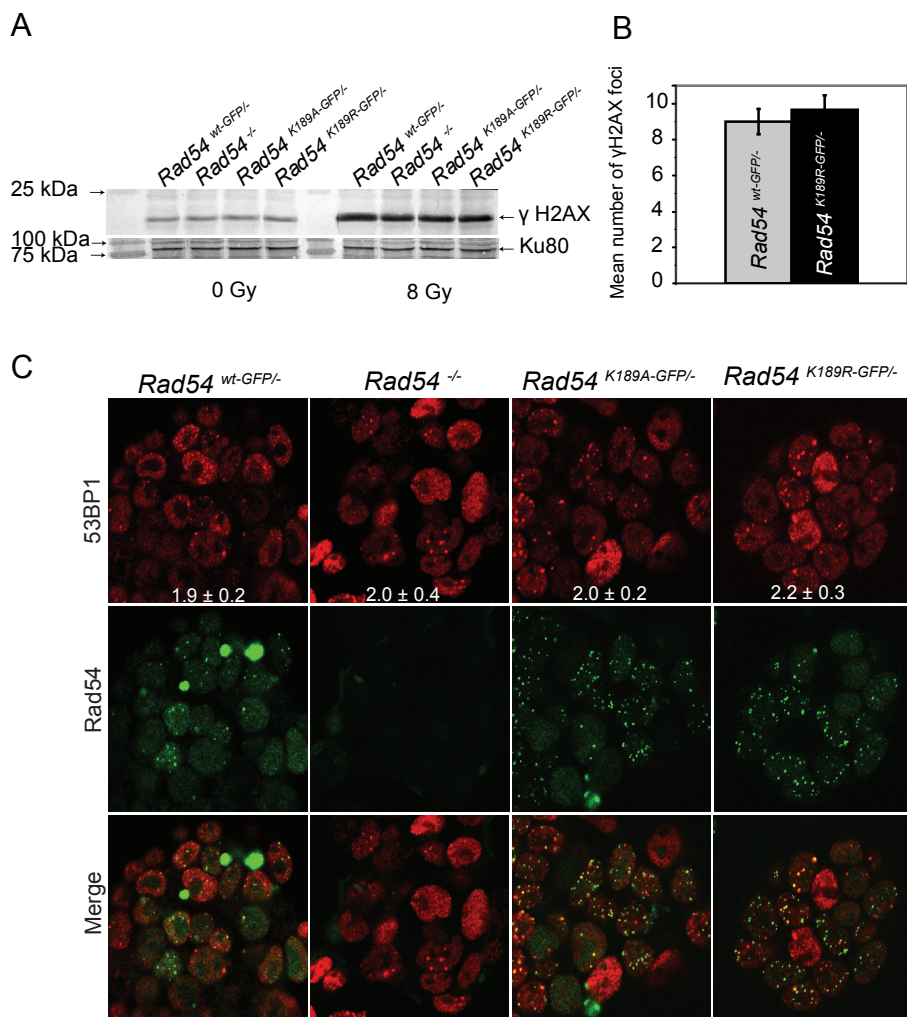 A
Rad54 wt-GFP/-
Rad54 -/-
Rad54 K189A-GFP/-
Rad54 K189R-GFP/-
Rad54 wt-GFP/-
Rad54 -/-
Rad54 K189A-GFP/-
Rad54 K189R-GFP/-
25 kDa
γ H2AX
100 kDa
75 kDa
Ku80
0 Gy
8 Gy
B
Mean number of γH2AX foci
10
8
6
4
2
0
Rad54 wt-GFP/-
Rad54 K189R-GFP/-
C
Rad54 wt-GFP/-
Rad54 -/-
Rad54 K189A-GFP/-
Rad54 K189R-GFP/-
53BP1
1.9 ± 0.2
2.0 ± 0.4
2.0 ± 0.2
2.2 ± 0.3
Rad54
Merge